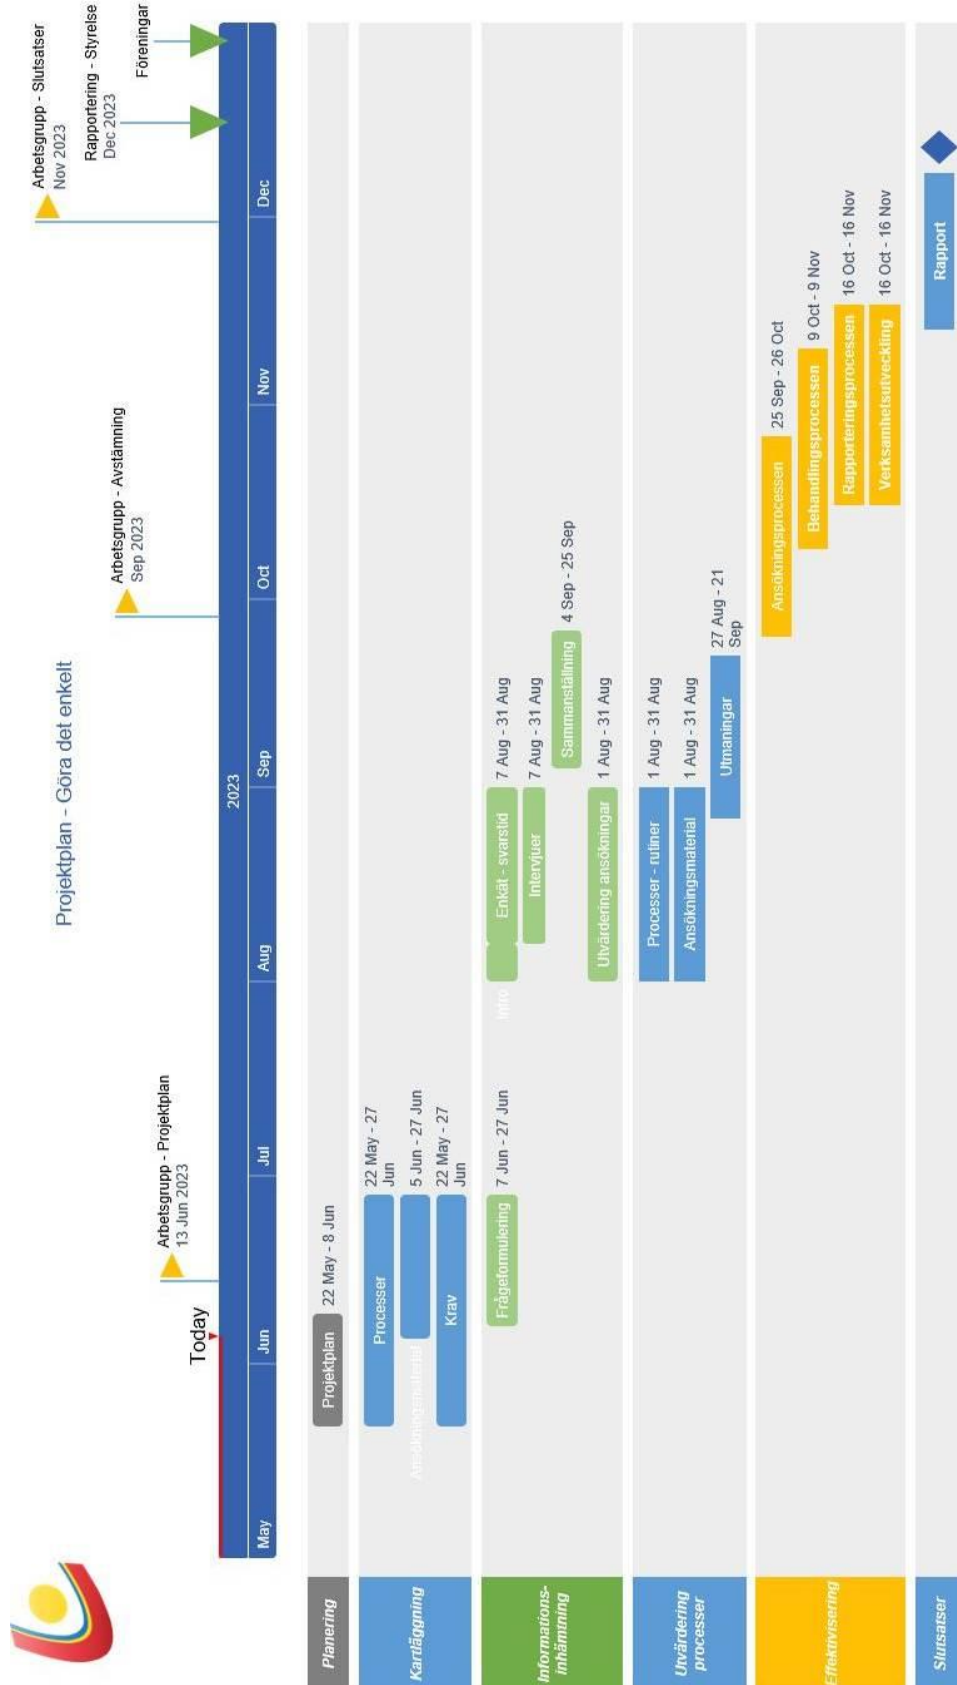 Projektplan - Göra det enkelt
Arbetsgrupp - Projektplan
13 Jun 2023
Arbetsgrupp - Avstämning
Sep 2023
Arbetsgrupp - Slutsatser
Nov 2023
Rapportering - Styrelse
Dec 2023
Föreningar
Today
2023
May
Jun
Jul
Aug
Sep
Oct
Nov
Dec
Planering
Projektplan
22 May - 8 Jun
Kartläggning
Processer
22 May - 27
Jun
Ansökningsmaterial
5 Jun - 27 Jun
Krav
22 May - 27
Jun
Informations-
inhämtning
Frågeformulering
7 Jun - 27 Jun
Intro
Enkät - svarstid
7 Aug - 31 Aug
Intervjuer
7 Aug - 31 Aug
Sammanställning
4 Sep - 25 Sep
Utvärdering ansökningar
1 Aug - 31 Aug
Utvärdering
processer
Processer - rutiner
1 Aug - 31 Aug
Ansökningsmaterial
1 Aug - 31 Aug
Utmaningar
27 Aug - 21
Sep
Effektivisering
Ansökningsprocessen
25 Sep - 26 Oct
Behandlingsprocessen
9 Oct - 9 Nov
Rapporteringsprocessen
16 Oct - 16 Nov
Verksamhetsutveckling
16 Oct - 16 Nov
Slutsatser
Rapport